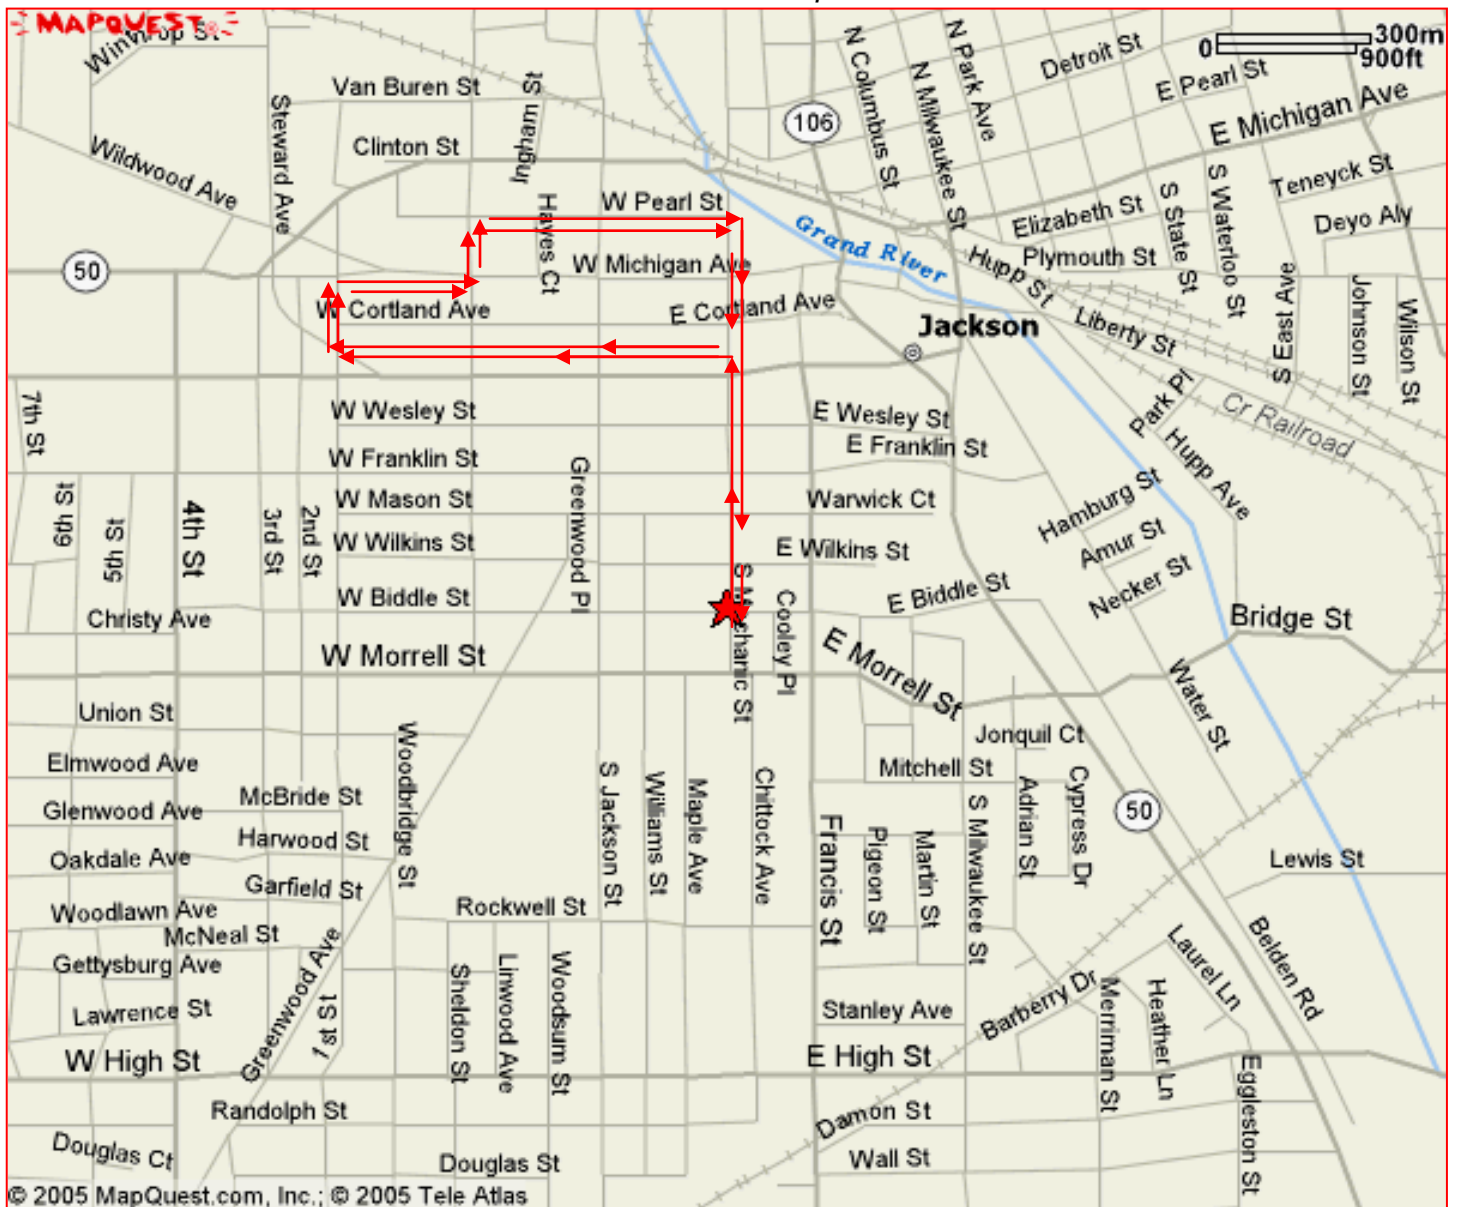 MAPQUEST
Winthrop St
300m
0
900ft
N Columbus St
N Park Ave
N Milwaukee St
Detroit St
E Pearl St
E Michigan Ave
Van Buren St
Ingham St
Steward Ave
106
Clinton St
Wildwood Ave
Teneyck St
S Waterloo St
S State St
Elizabeth St
Deyo Aly
W Pearl St
Hayes Ct
Grand River
Plymouth St
Hupp St
50
W Michigan Ave
S East Ave
Johnson St
Wilson St
W Cortland Ave
E Cortland Ave
Jackson
Liberty St
Park Pl
Cr Railroad
7th St
W Wesley St
E Wesley St
E Franklin St
Hupp Ave
W Franklin St
Greenwood Pl
6th St
5th St
4th St
3rd St
2nd St
W Mason St
Warwick Ct
Hamburg St
W Wilkins St
E Wilkins St
Amur St
Necker St
S Mechanic St
Cooley Pl
E Biddle St
W Biddle St
Christy Ave
Bridge St
W Morrell St
E Morrell St
Water St
Union St
Woodbridge St
Jonquil Ct
Elmwood Ave
Mitchell St
S Jackson St
Williams St
Maple Ave
Chittock Ave
Adrian St
Cypress Dr
McBride St
Glenwood Ave
50
Francis St
Pigeon St
Martin St
S Milwaukee St
Harwood St
Oakdale Ave
Lewis St
Garfield St
Woodlawn Ave
Rockwell St
McNeal St
Laurel Ln
Belden Rd
Gettysburg Ave
Greenwood Ave
Sheldon St
Linwood Ave
Woodsum St
Barberry Dr
Merriman St
Heather Ln
Lawrence St
1st St
Stanley Ave
W High St
E High St
Eggleston St
Randolph St
Damon St
Douglas Ct
Douglas St
Wall St
© 2005 MapQuest.com, Inc.; © 2005 Tele Atlas